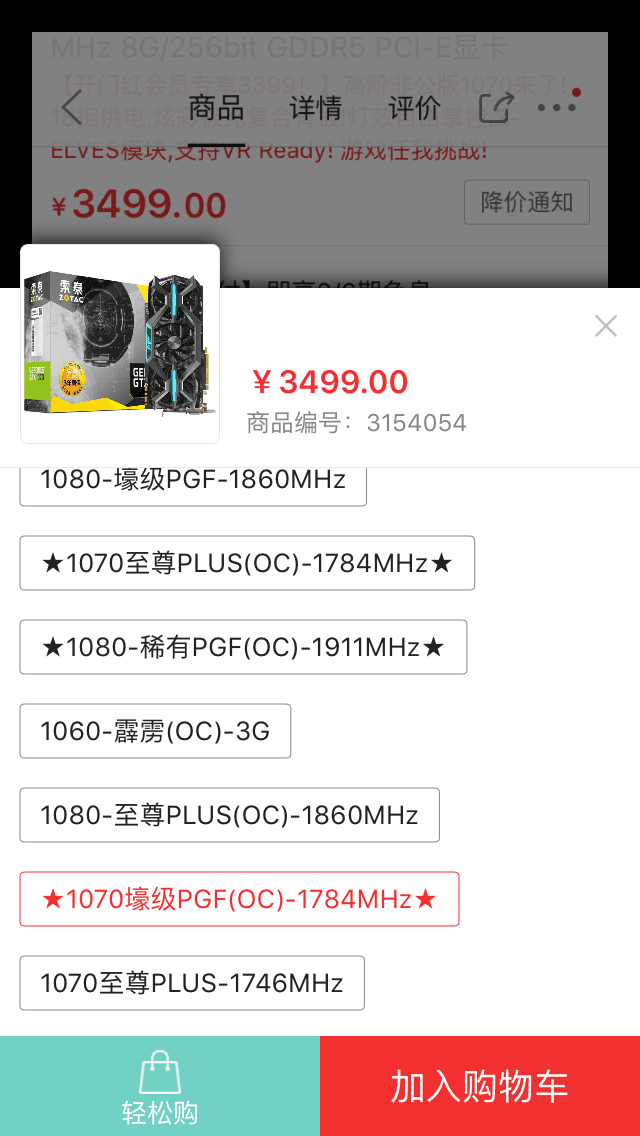 MHz 8G/256bit GDDR5 PCI-E显卡
【开门红会员专享3399！】高阶非公版1070来了!
商品 详情 评价
ELVES模块,支持VR Ready! 游戏任我挑战!
¥3499.00
降价通知
索泰
ZOTAC
¥3499.00
商品编号：3154054
1080-壕级PGF-1860MHz
★1070至尊PLUS(OC)-1784MHz★
★1080-稀有PGF(OC)-1911MHz★
1060-霹雳(OC)-3G
1080-至尊PLUS(OC)-1860MHz
★1070壕级PGF(OC)-1784MHz★
1070至尊PLUS-1746MHz
轻松购
加入购物车